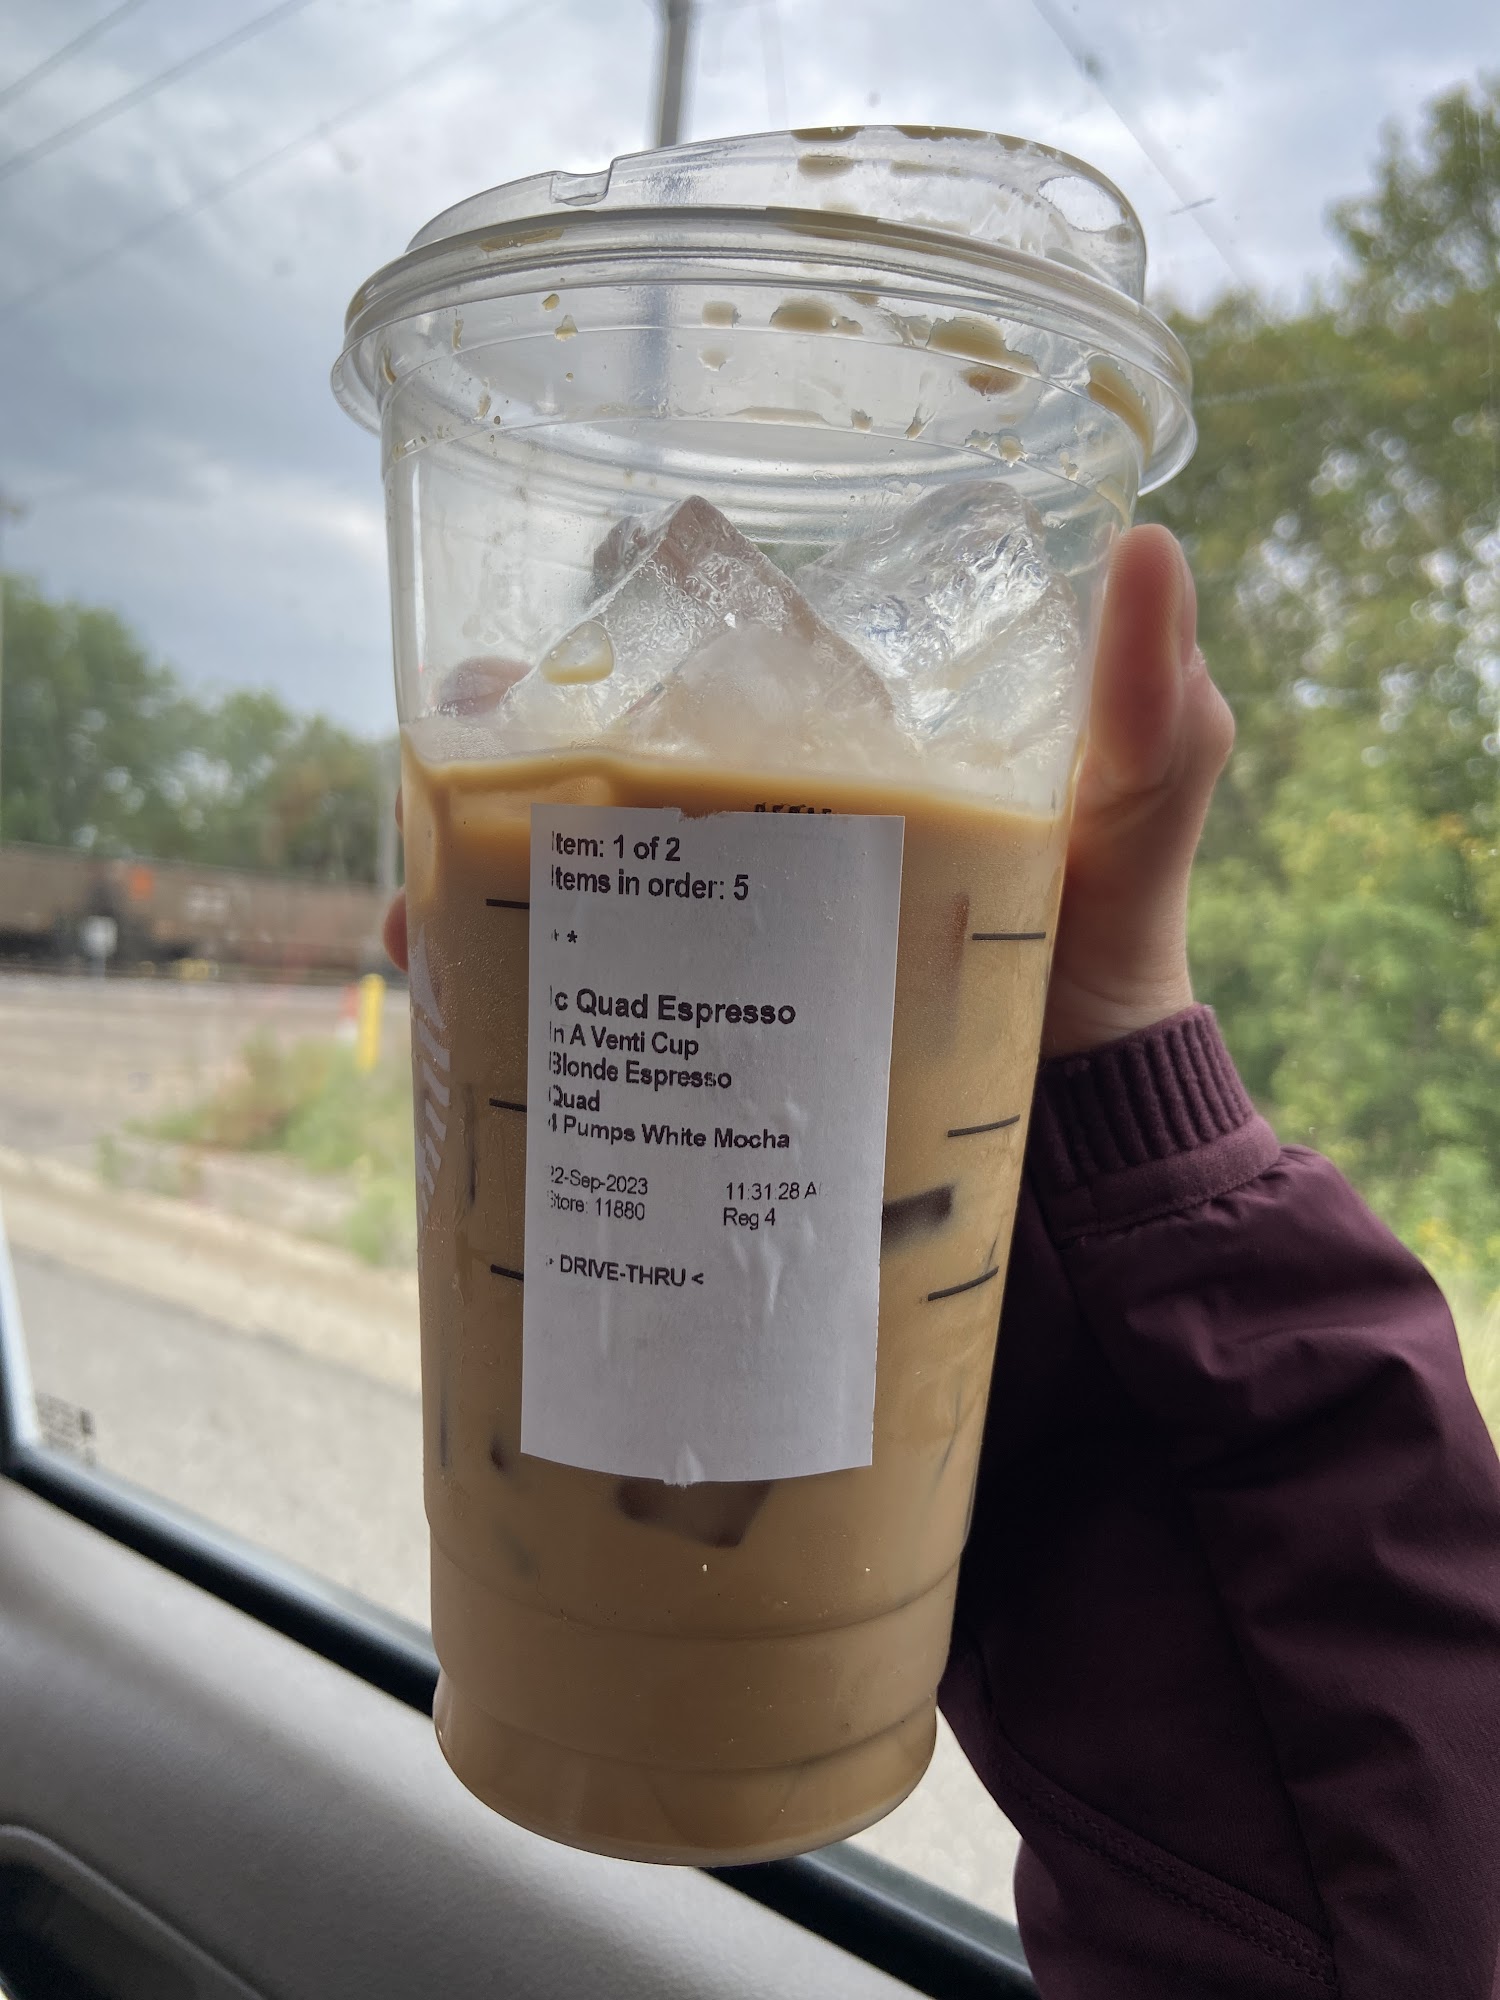 Item: 1 of 2
Items in order: 5
* *
Ic Quad Espresso
In A Venti Cup
Blonde Espresso
Quad
4 Pumps White Mocha
22-Sep-2023 11:31:28 A
Store: 11880 Reg 4
> DRIVE-THRU <